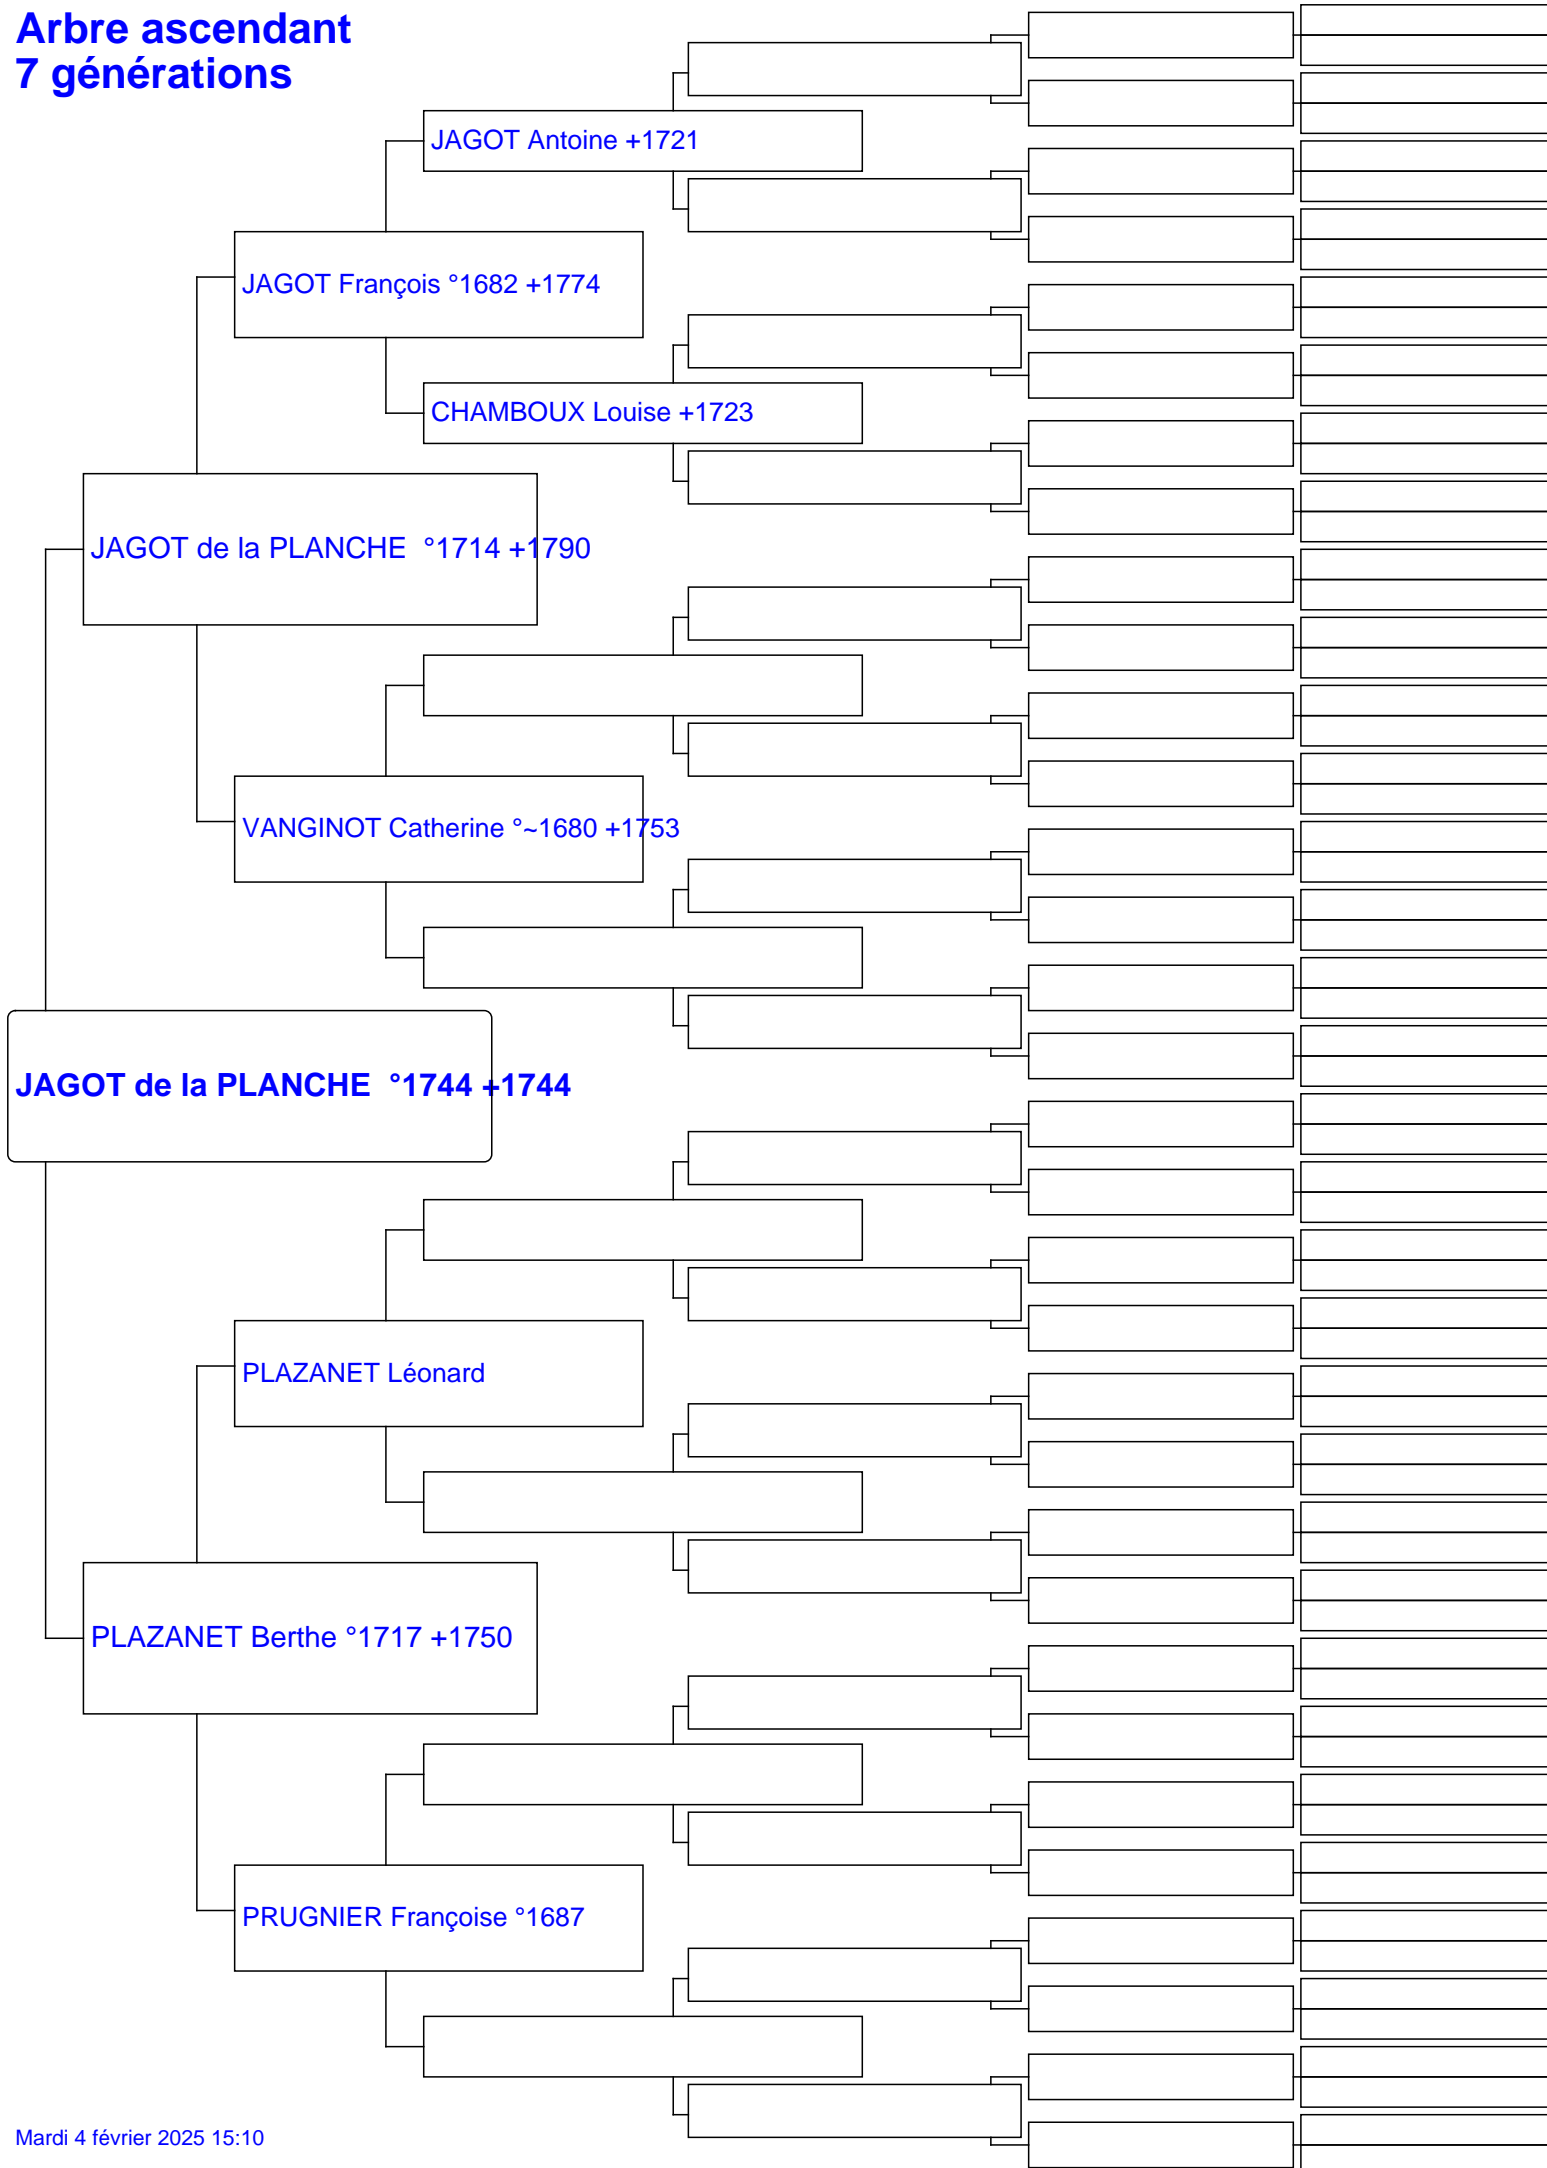 Arbre ascendant
7 générations
JAGOT Antoine +1721
JAGOT François °1682 +1774
CHAMBOUX Louise +1723
JAGOT de la PLANCHE  °1714 +1790
VANGINOT Catherine °~1680 +1753
JAGOT de la PLANCHE  °1744 +1744
PLAZANET Léonard
PLAZANET Berthe °1717 +1750
PRUGNIER Françoise °1687
Mardi 4 février 2025 15:10